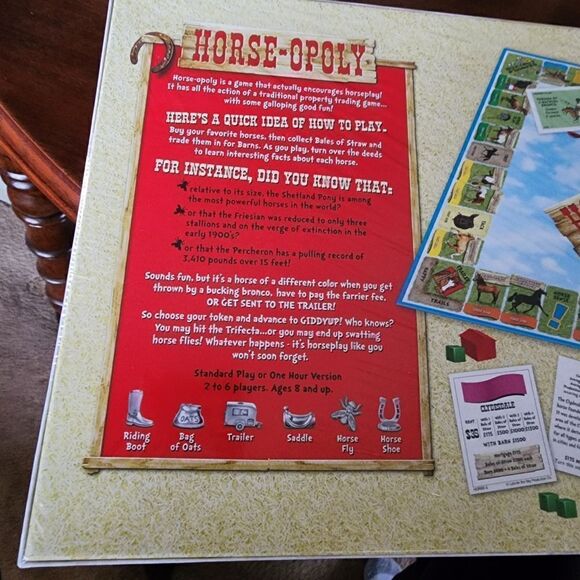 HORSE-OPOLY
Horse-opoly is a game that actually encourages horseplay!
It has all the action of a traditional property trading game...
with some galloping good fun!
HERE'S A QUICK IDEA OF HOW TO PLAY...
Buy your favorite horses, then collect Bales of Straw and
trade them in for Barns. As you play, turn over the deeds
to learn interesting facts about each horse.
FOR INSTANCE, DID YOU KNOW THAT:
relative to its size, the Shetland Pony is among
the most powerful horses in the world?
or that the Friesian was reduced to only three
stallions and on the verge of extinction in the
early 1900's?
or that the Percheron has a pulling record of
3,410 pounds over 15 feet!
Sounds fun, but it's a horse of a different color when you get
thrown by a bucking bronco, have to pay the farrier fee,
OR GET SENT TO THE TRAILER!
So choose your token and advance to GIDDYUP! Who knows?
You may hit the Trifecta...or you may end up swatting
horse flies! Whatever happens - it's horseplay like you
won't soon forget.
Standard Play or One Hour Version
2 to 6 players. Ages 8 and up.
OATS
Riding
Boot
Bag
of Oats
Trailer
Saddle
Horse
Fly
Horse
Shoe
HAPPY
TRAILS
CLYDESDALE
RENT
$35
WITH BARN $1500